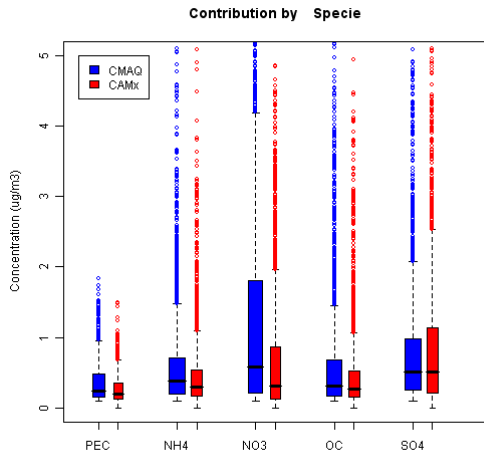 Contribution by Specie
CMAQ
CAMx
Concentration (ug/m3)
5
4
3
2
1
0
PEC NH4 NO3 OC SO4